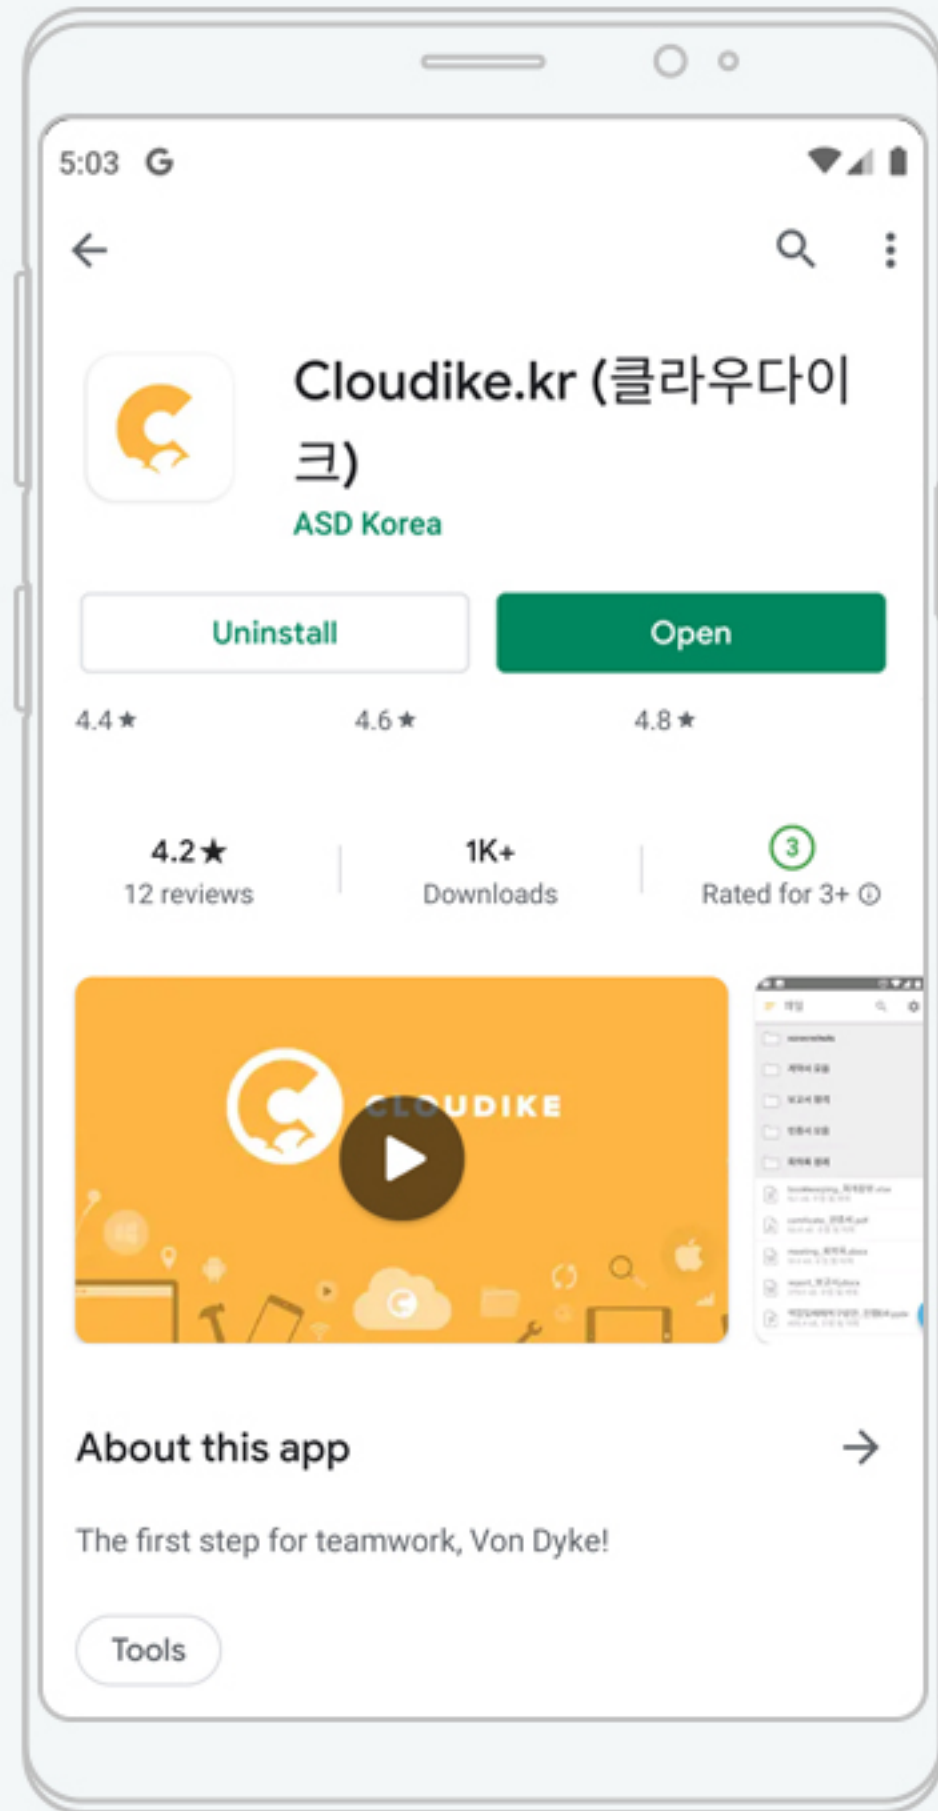 5:03 G
Cloudike.kr (클라우다이
크)
ASD Korea
Uninstall
Open
4.4★
4.6★
4.8★
4.2★
12 reviews
1K+
Downloads
3
Rated for 3+
CLOUDIKE
About this app
The first step for teamwork, Von Dyke!
Tools